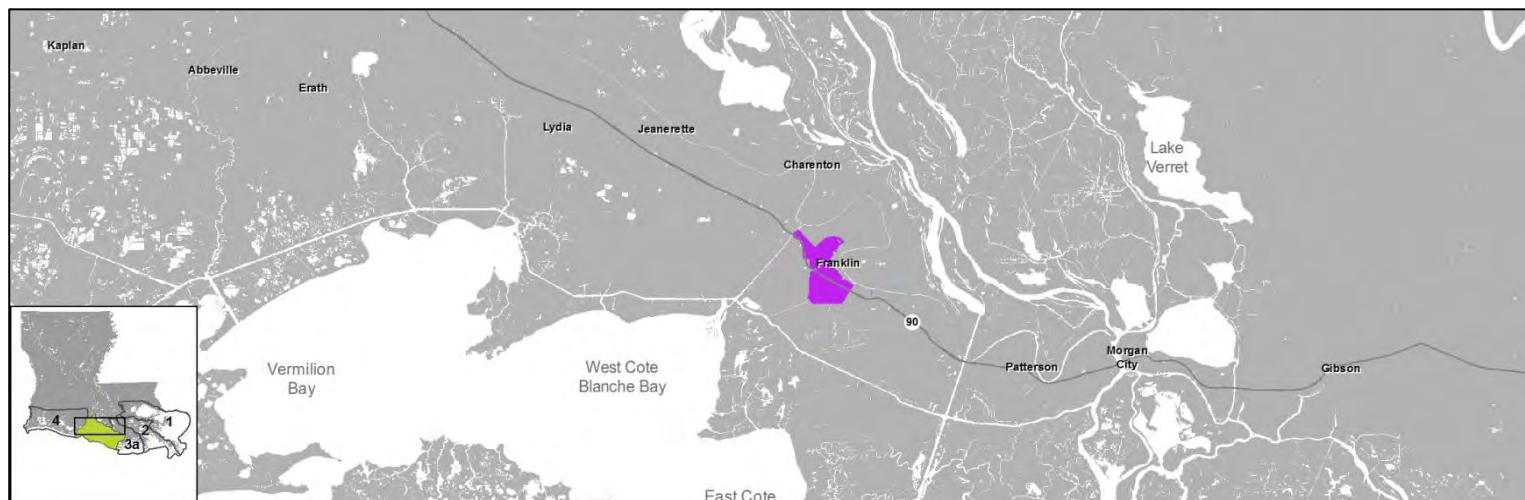 Kaplan
Abbeville
Erath
Lydia
Jeanerette
Charenton
Lake
Verret
Franklin
90
Vermilion
Bay
West Cote
Blanche Bay
Patterson
Morgan
City
Gibson
East Cote
4
1
2
3a